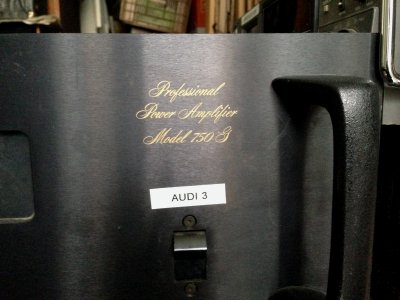 Professional
Power Amplifier
Model 750 G
AUDI 3